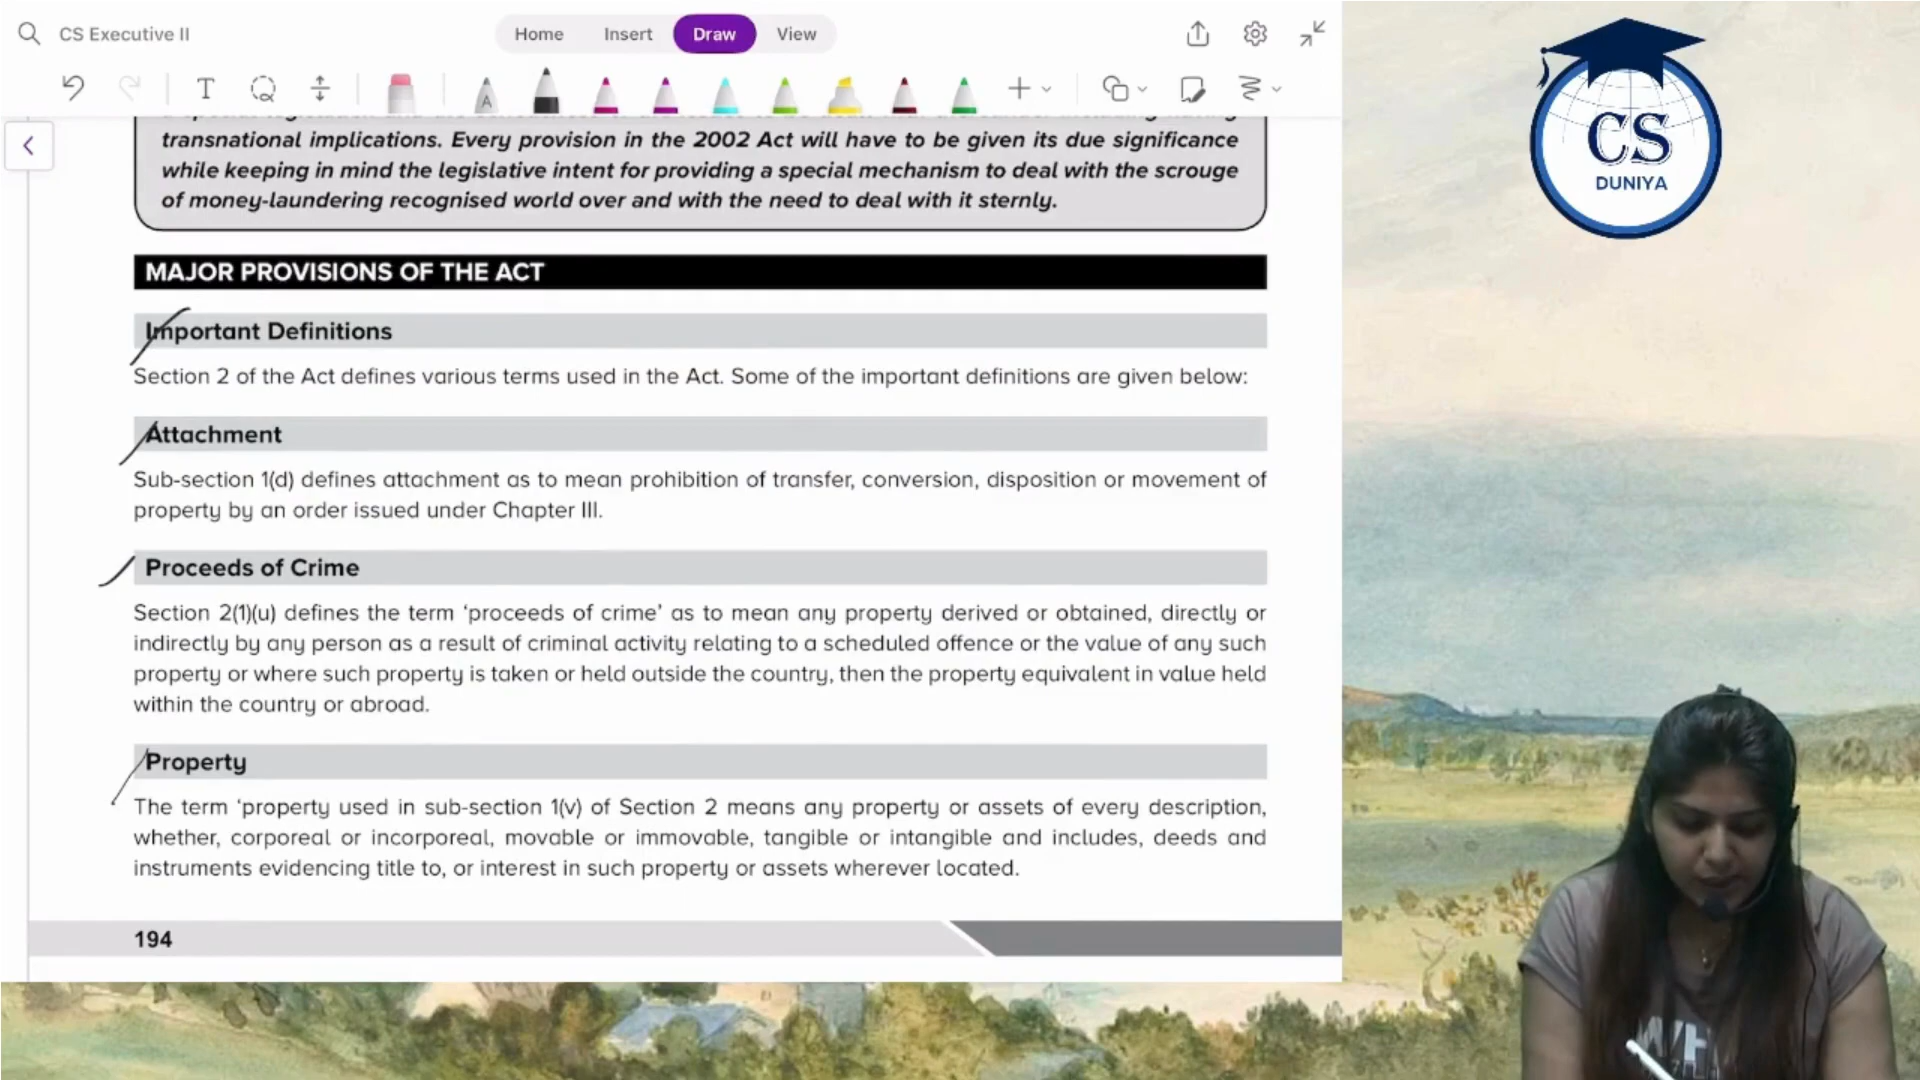 CS Executive II
Home Insert Draw View
transnational implications. Every provision in the 2002 Act will have to be given its due significance
while keeping in mind the legislative intent for providing a special mechanism to deal with the scrouge
of money-laundering recognised world over and with the need to deal with it sternly.
MAJOR PROVISIONS OF THE ACT
Important Definitions
Section 2 of the Act defines various terms used in the Act. Some of the important definitions are given below:
Attachment
Sub-section 1(d) defines attachment as to mean prohibition of transfer, conversion, disposition or movement of
property by an order issued under Chapter III.
Proceeds of Crime
Section 2(1)(u) defines the term ‘proceeds of crime’ as to mean any property derived or obtained, directly or
indirectly by any person as a result of criminal activity relating to a scheduled offence or the value of any such
property or where such property is taken or held outside the country, then the property equivalent in value held
within the country or abroad.
Property
The term ‘property used in sub-section 1(v) of Section 2 means any property or assets of every description,
whether, corporeal or incorporeal, movable or immovable, tangible or intangible and includes, deeds and
instruments evidencing title to, or interest in such property or assets wherever located.
194
CS
DUNIYA